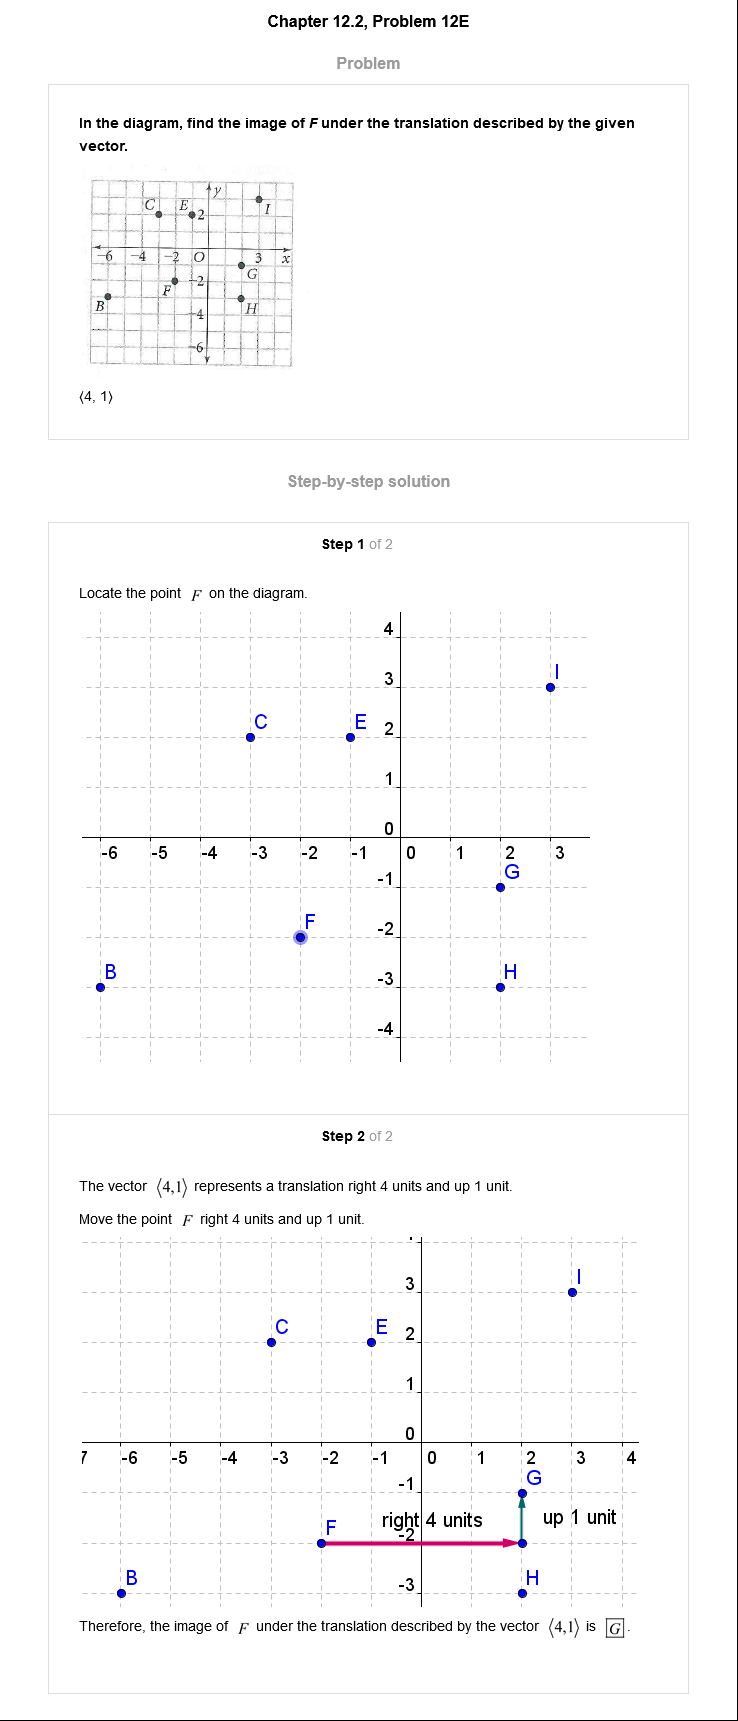 Chapter 12.2, Problem 12E
Problem
In the diagram, find the image of F under the translation described by the given
vector.
y
C E 2 I
-6 -4 -2 O 3 x
G
F -2
B H
-4
-6
⟨4, 1⟩
Step-by-step solution
Step 1 of 2
Locate the point F on the diagram.
4
I
3
C E 2
1
0
-6 -5 -4 -3 -2 -1 0 1 2 3
G
-1
F
-2
B H
-3
-4
Step 2 of 2
The vector ⟨4,1⟩ represents a translation right 4 units and up 1 unit.
Move the point F right 4 units and up 1 unit.
I
3
C E 2
1
0
7 -6 -5 -4 -3 -2 -1 0 1 2 3 4
G
-1
F right 4 units up 1 unit
-2
B H
-3
Therefore, the image of F under the translation described by the vector ⟨4,1⟩ is G.